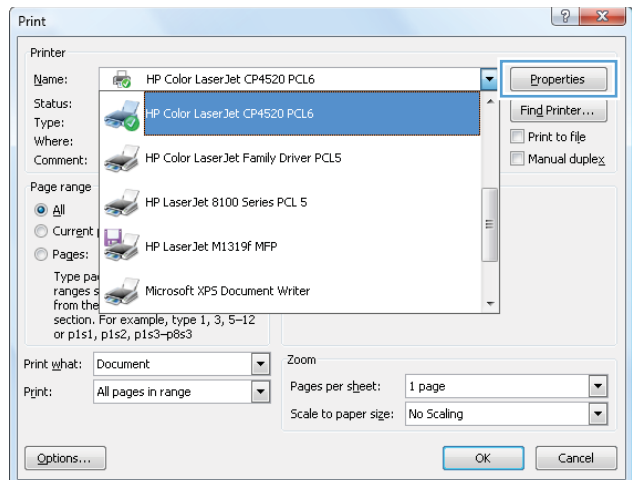 Print
Printer
Name: HP Color LaserJet CP4520 PCL6 Properties
Status:
HP Color LaserJet CP4520 PCL6 Find Printer...
Type:
Where: Print to file
Comment: HP Color LaserJet Family Driver PCL5 Manual duplex
Page range
All HP LaserJet 8100 Series PCL 5
Current
Pages: HP LaserJet M1319f MFP
Type
ranges
from the Microsoft XPS Document Writer
section. For example, type 1, 3, 5–12
or p1s1, p1s2, p1s3–p8s3
Print what: Document Zoom
Pages per sheet: 1 page
Print: All pages in range
Scale to paper size: No Scaling
Options... OK Cancel